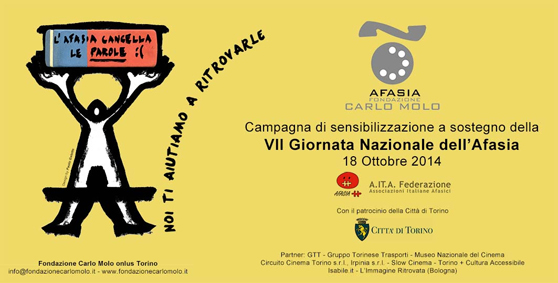 L'AFASIA CANCELLA
LE PAROLE :(
NOI TI AIUTIAMO A RITROVARLE
Fondazione Carlo Molo onlus Torino
info@fondazionecarlomolo.it - www.fondazionecarlomolo.it
AFASIA
FONDAZIONE
CARLO MOLO
Campagna di sensibilizzazione a sostegno della
VII Giornata Nazionale dell'Afasia
18 Ottobre 2014
AFASIA
A.IT.A. Federazione
Associazioni Italiane Afasici
Con il patrocinio della Città di Torino
CITTA' DI TORINO
Partner: GTT - Gruppo Torinese Trasporti - Museo Nazionale del Cinema
Circuito Cinema Torino s.r.l., Irpinia s.r.l. - Slow Cinema - Torino + Cultura Accessibile
Isabile.it - L'Immagine Ritrovata (Bologna)